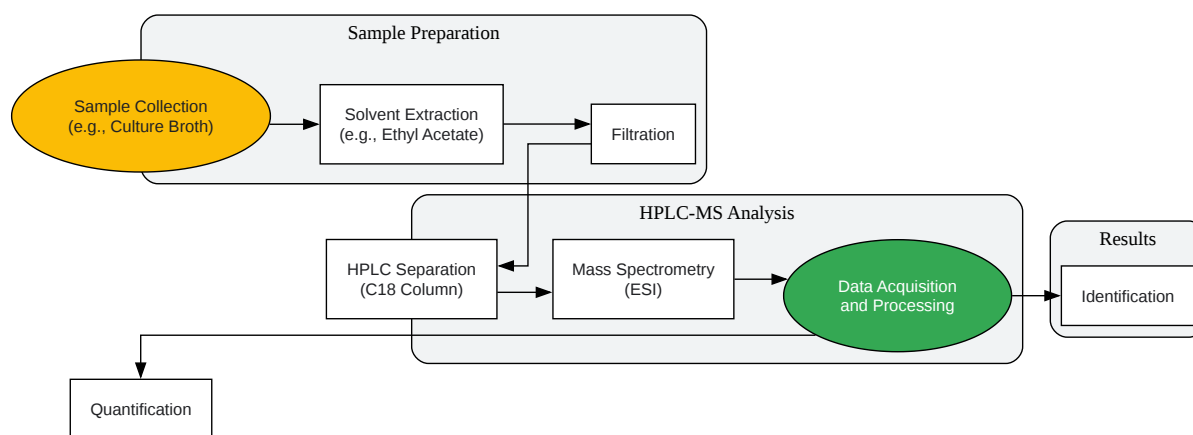 Sample Preparation
Sample Collection
(e.g., Culture Broth)
Solvent Extraction
(e.g., Ethyl Acetate)
Filtration
HPLC-MS Analysis
HPLC Separation
(C18 Column)
Mass Spectrometry
(ESI)
Data Acquisition
and Processing
Results
Identification
Quantification